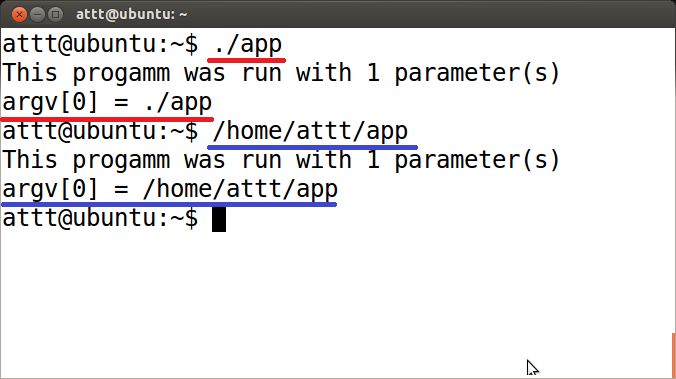 attt@ubuntu: ~
attt@ubuntu:~$ ./app
This progamm was run with 1 parameter(s)
argv[0] = ./app
attt@ubuntu:~$ /home/attt/app
This progamm was run with 1 parameter(s)
argv[0] = /home/attt/app
attt@ubuntu:~$